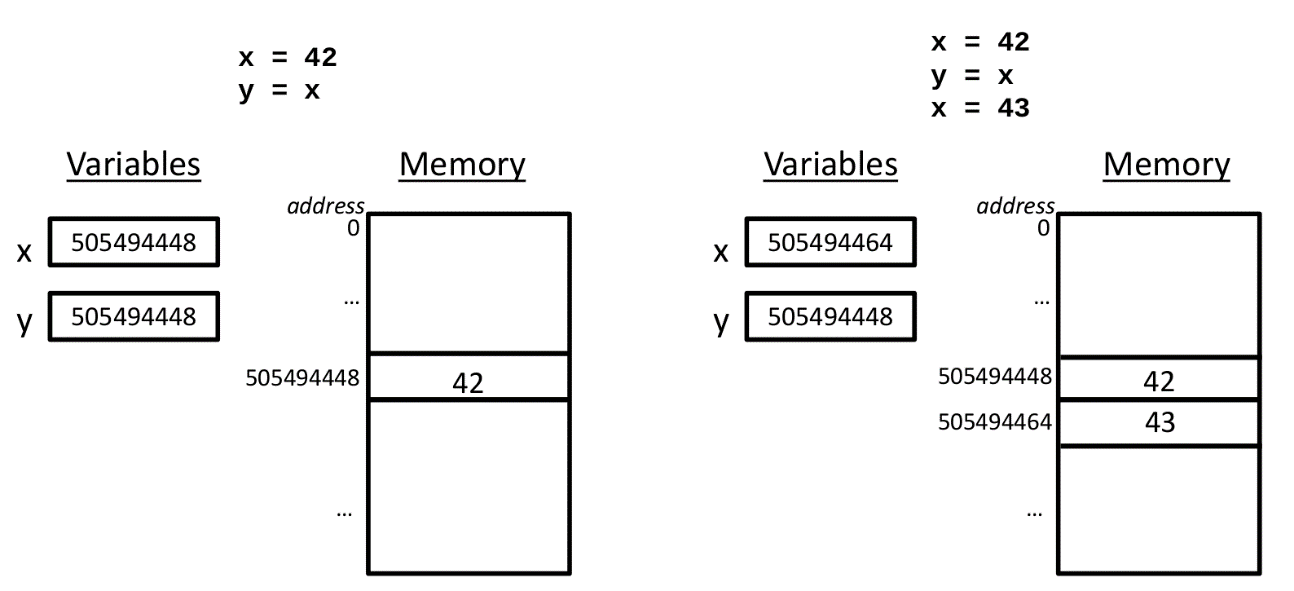 x = 42
y = x
Variables
Memory
address
0
x
505494448
...
y
505494448
505494448
42
...
x = 42
y = x
x = 43
Variables
Memory
address
0
x
505494464
...
y
505494448
505494448
42
505494464
43
...